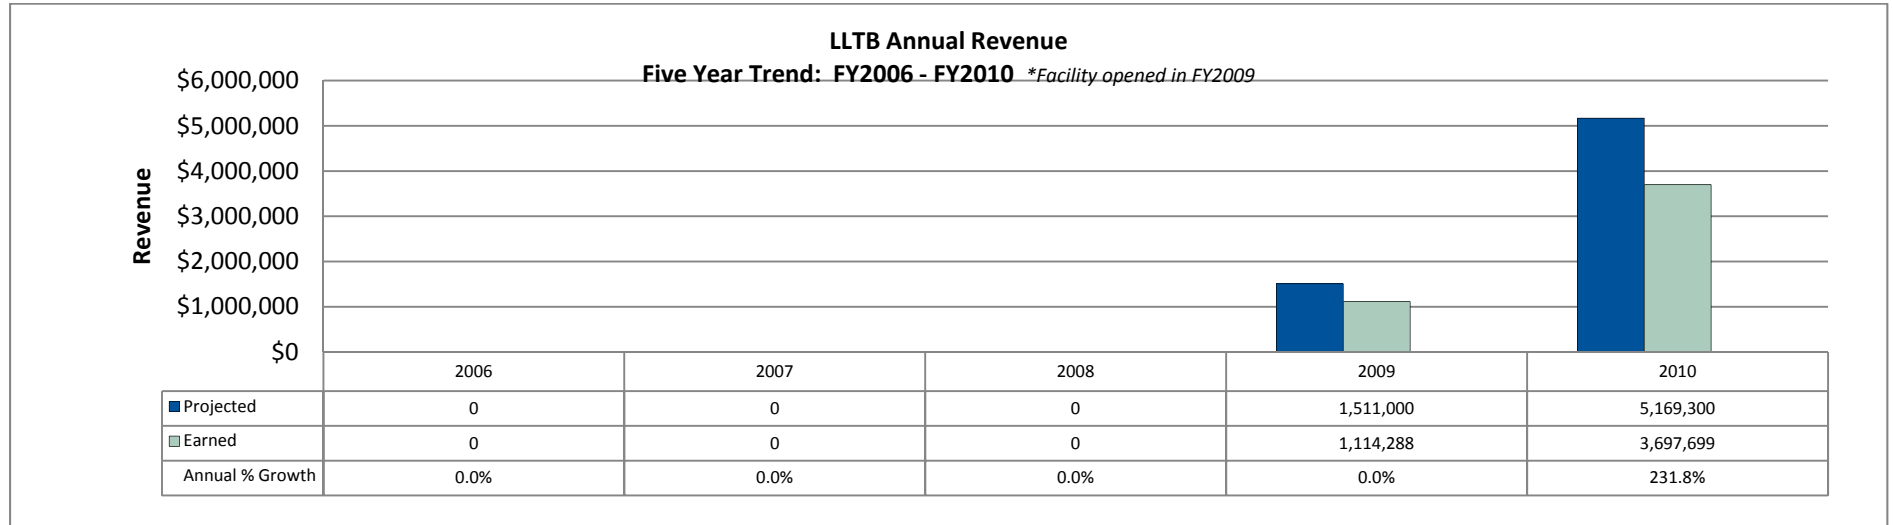 LLTB Annual Revenue
Five Year Trend:  FY2006 - FY2010  *Facility opened in FY2009
$6,000,000
$5,000,000
$4,000,000
$3,000,000
$2,000,000
$1,000,000
$0
Revenue
2006 2007 2008 2009 2010
Projected 0 0 0 1,511,000 5,169,300
Earned 0 0 0 1,114,288 3,697,699
Annual % Growth 0.0% 0.0% 0.0% 0.0% 231.8%